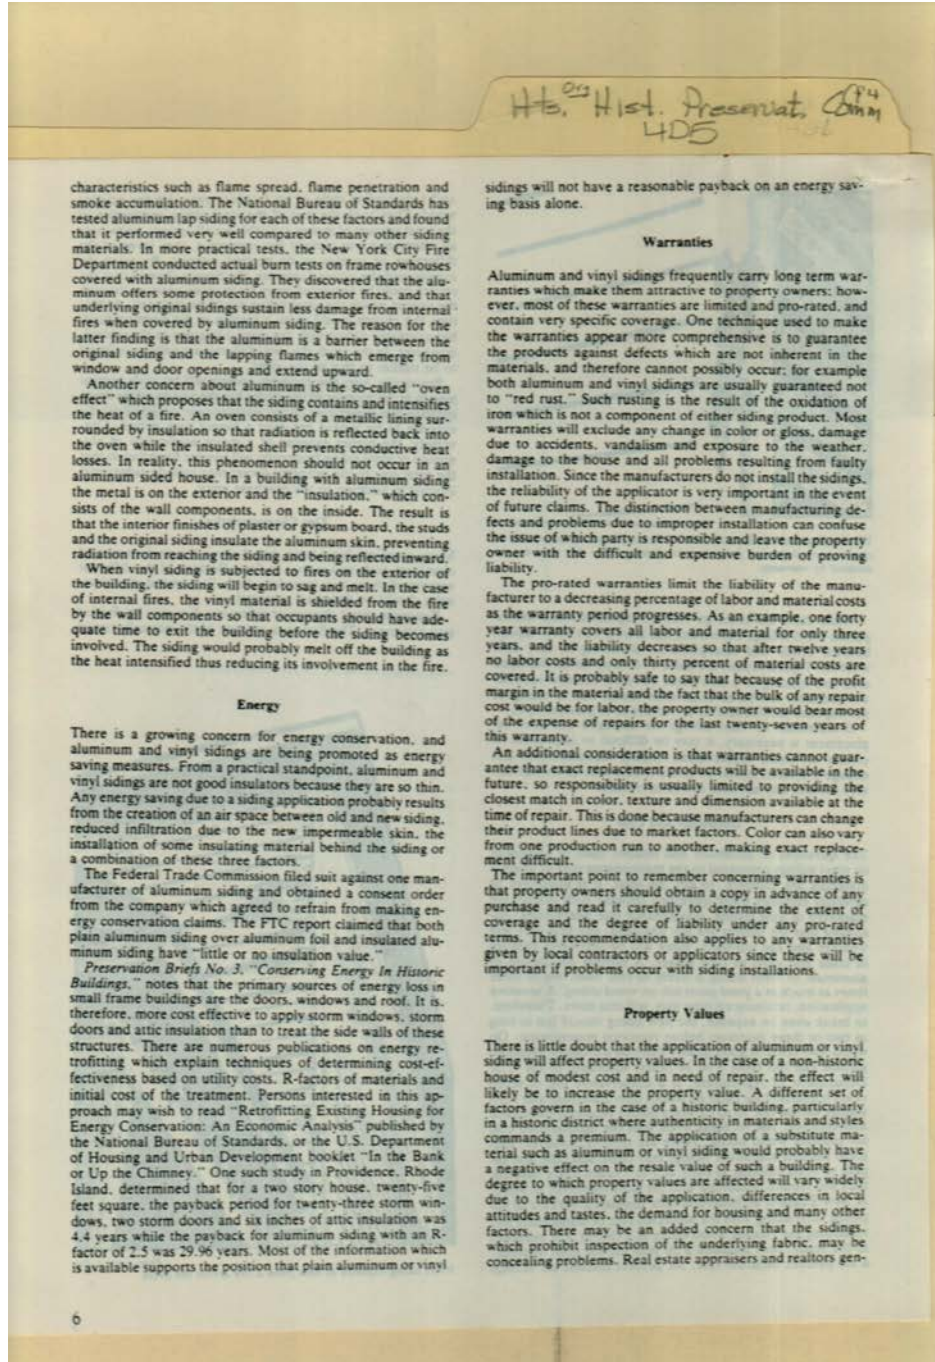 Org P4
Hts. Hist. Preservat. Comm
4D5
characteristics such as flame spread, flame penetration and
smoke accumulation. The National Bureau of Standards has
tested aluminum lap siding for each of these factors and found
that it performed very well compared to many other siding
materials. In more practical tests, the New York City Fire
Department conducted actual burn tests on frame rowhouses
covered with aluminum siding. They discovered that the alu-
minum offers some protection from exterior fires, and that
underlying original sidings sustain less damage from internal
fires when covered by aluminum siding. The reason for the
latter finding is that the aluminum is a barrier between the
original siding and the lapping flames which emerge from
window and door openings and extend upward.
Another concern about aluminum is the so-called "oven
effect" which proposes that the siding contains and intensifies
the heat of a fire. An oven consists of a metallic lining sur-
rounded by insulation so that radiation is reflected back into
the oven while the insulated shell prevents conductive heat
losses. In reality, this phenomenon should not occur in an
aluminum sided house. In a building with aluminum siding
the metal is on the exterior and the "insulation," which con-
sists of the wall components, is on the inside. The result is
that the interior finishes of plaster or gypsum board, the studs
and the original siding insulate the aluminum skin, preventing
radiation from reaching the siding and being reflected inward.
When vinyl siding is subjected to fires on the exterior of
the building, the siding will begin to sag and melt. In the case
of internal fires, the vinyl material is shielded from the fire
by the wall components so that occupants should have ade-
quate time to exit the building before the siding becomes
involved. The siding would probably melt off the building as
the heat intensified thus reducing its involvement in the fire.
Energy
There is a growing concern for energy conservation, and
aluminum and vinyl sidings are being promoted as energy
saving measures. From a practical standpoint, aluminum and
vinyl sidings are not good insulators because they are so thin.
Any energy saving due to a siding application probably results
from the creation of an air space between old and new siding,
reduced infiltration due to the new impermeable skin, the
installation of some insulating material behind the siding or
a combination of these three factors.
The Federal Trade Commission filed suit against one man-
ufacturer of aluminum siding and obtained a consent order
from the company which agreed to refrain from making en-
ergy conservation claims. The FTC report claimed that both
plain aluminum siding over aluminum foil and insulated alu-
minum siding have "little or no insulation value."
Preservation Briefs No. 3, "Conserving Energy In Historic
Buildings," notes that the primary sources of energy loss in
small frame buildings are the doors, windows and roof. It is,
therefore, more cost effective to apply storm windows, storm
doors and attic insulation than to treat the side walls of these
structures. There are numerous publications on energy re-
trofitting which explain techniques of determining cost-ef-
fectiveness based on utility costs, R-factors of materials and
initial cost of the treatment. Persons interested in this ap-
proach may wish to read "Retrofitting Existing Housing for
Energy Conservation: An Economic Analysis" published by
the National Bureau of Standards, or the U.S. Department
of Housing and Urban Development booklet "In the Bank
or Up the Chimney." One such study in Providence, Rhode
Island, determined that for a two story house, twenty-five
feet square, the payback period for twenty-three storm win-
dows, two storm doors and six inches of attic insulation was
4.4 years while the payback for aluminum siding with an R-
factor of 2.5 was 29.96 years. Most of the information which
is available supports the position that plain aluminum or vinyl
sidings will not have a reasonable payback on an energy sav-
ing basis alone.
Warranties
Aluminum and vinyl sidings frequently carry long term war-
ranties which make them attractive to property owners; how-
ever, most of these warranties are limited and pro-rated, and
contain very specific coverage. One technique used to make
the warranties appear more comprehensive is to guarantee
the products against defects which are not inherent in the
materials, and therefore cannot possibly occur; for example
both aluminum and vinyl sidings are usually guaranteed not
to "red rust." Such rusting is the result of the oxidation of
iron which is not a component of either siding product. Most
warranties will exclude any change in color or gloss, damage
due to accidents, vandalism and exposure to the weather,
damage to the house and all problems resulting from faulty
installation. Since the manufacturers do not install the sidings,
the reliability of the applicator is very important in the event
of future claims. The distinction between manufacturing de-
fects and problems due to improper installation can confuse
the issue of which party is responsible and leave the property
owner with the difficult and expensive burden of proving
liability.
The pro-rated warranties limit the liability of the manu-
facturer to a decreasing percentage of labor and material costs
as the warranty period progresses. As an example, one forty
year warranty covers all labor and material for only three
years, and the liability decreases so that after twelve years
no labor costs and only thirty percent of material costs are
covered. It is probably safe to say that because of the profit
margin in the material and the fact that the bulk of any repair
cost would be for labor, the property owner would bear most
of the expense of repairs for the last twenty-seven years of
this warranty.
An additional consideration is that warranties cannot guar-
antee that exact replacement products will be available in the
future, so responsibility is usually limited to providing the
closest match in color, texture and dimension available at the
time of repair. This is done because manufacturers can change
their product lines due to market factors. Color can also vary
from one production run to another, making exact replace-
ment difficult.
The important point to remember concerning warranties is
that property owners should obtain a copy in advance of any
purchase and read it carefully to determine the extent of
coverage and the degree of liability under any pro-rated
terms. This recommendation also applies to any warranties
given by local contractors or applicators since these will be
important if problems occur with siding installations.
Property Values
There is little doubt that the application of aluminum or vinyl
siding will affect property values. In the case of a non-historic
house of modest cost and in need of repair, the effect will
likely be to increase the property value. A different set of
factors govern in the case of a historic building, particularly
in a historic district where authenticity in materials and styles
commands a premium. The application of a substitute ma-
terial such as aluminum or vinyl siding would probably have
a negative effect on the resale value of such a building. The
degree to which property values are affected will vary widely
due to the quality of the application, differences in local
attitudes and tastes, the demand for housing and many other
factors. There may be an added concern that the sidings,
which prohibit inspection of the underlying fabric, may be
concealing problems. Real estate appraisers and realtors gen-
6